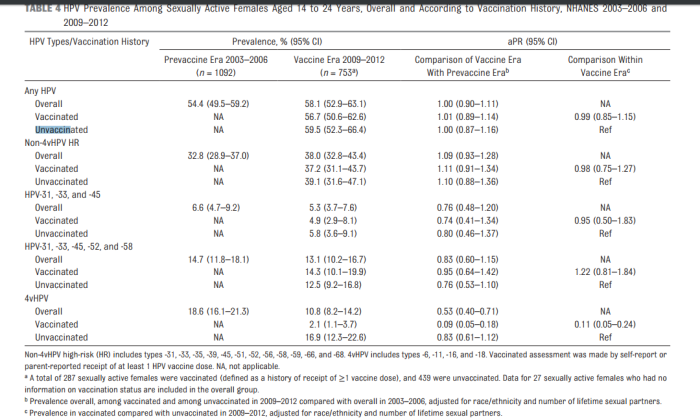 TABLE 4 HPV Prevalence Among Sexually Active Females Aged 14 to 24 Years, Overall and According to Vaccination History, NHANES 2003–2006 and
2009–2012
HPV Types/Vaccination History Prevalence, % (95% CI) aPR (95% CI)
Prevaccine Era 2003–2006 Vaccine Era 2009–2012 Comparison of Vaccine Era Comparison Within
(n = 1092) (n = 753ᵃ) With Prevaccine Eraᵇ Vaccine Eraᶜ
Any HPV
Overall 54.4 (49.5–59.2) 58.1 (52.9–63.1) 1.00 (0.90–1.11) NA
Vaccinated NA 56.7 (50.6–62.6) 1.01 (0.89–1.14) 0.99 (0.85–1.15)
Unvaccinated NA 59.5 (52.3–66.4) 1.00 (0.87–1.16) Ref
Non-4vHPV HR
Overall 32.8 (28.9–37.0) 38.0 (32.8–43.4) 1.09 (0.93–1.28) NA
Vaccinated NA 37.2 (31.1–43.7) 1.11 (0.91–1.34) 0.98 (0.75–1.27)
Unvaccinated NA 39.1 (31.6–47.1) 1.10 (0.88–1.36) Ref
HPV-31, -33, and -45
Overall 6.6 (4.7–9.2) 5.3 (3.7–7.6) 0.76 (0.48–1.20) NA
Vaccinated NA 4.9 (2.9–8.1) 0.74 (0.41–1.34) 0.95 (0.50–1.83)
Unvaccinated NA 5.8 (3.6–9.1) 0.80 (0.46–1.37) Ref
HPV-31, -33, -45, -52, and -58
Overall 14.7 (11.8–18.1) 13.1 (10.2–16.7) 0.83 (0.60–1.15) NA
Vaccinated NA 14.3 (10.1–19.9) 0.95 (0.64–1.42) 1.22 (0.81–1.84)
Unvaccinated NA 12.5 (9.2–16.8) 0.76 (0.53–1.10) Ref
4vHPV
Overall 18.6 (16.1–21.3) 10.8 (8.2–14.2) 0.53 (0.40–0.71) NA
Vaccinated NA 2.1 (1.1–3.7) 0.09 (0.05–0.18) 0.11 (0.05–0.24)
Unvaccinated NA 16.9 (12.3–22.6) 0.83 (0.61–1.12) Ref
Non-4vHPV high-risk (HR) includes types -31, -33, -35, -39, -45, -51, -52, -56, -58, -59, -66, and -68. 4vHPV includes types -6, -11, -16, and -18. Vaccinated assessment was made by self-report or
parent-reported receipt of at least 1 HPV vaccine dose. NA, not applicable.
ᵃ A total of 287 sexually active females were vaccinated (defined as a history of receipt of ≥1 vaccine dose), and 439 were unvaccinated. Data for 27 sexually active females who had no
information on vaccination status are included in the overall group.
ᵇ Prevalence overall, among vaccinated and among unvaccinated in 2009–2012 compared with overall in 2003–2006, adjusted for race/ethnicity and number of lifetime sexual partners.
ᶜ Prevalence in vaccinated compared with unvaccinated in 2009–2012, adjusted for race/ethnicity and number of lifetime sexual partners.